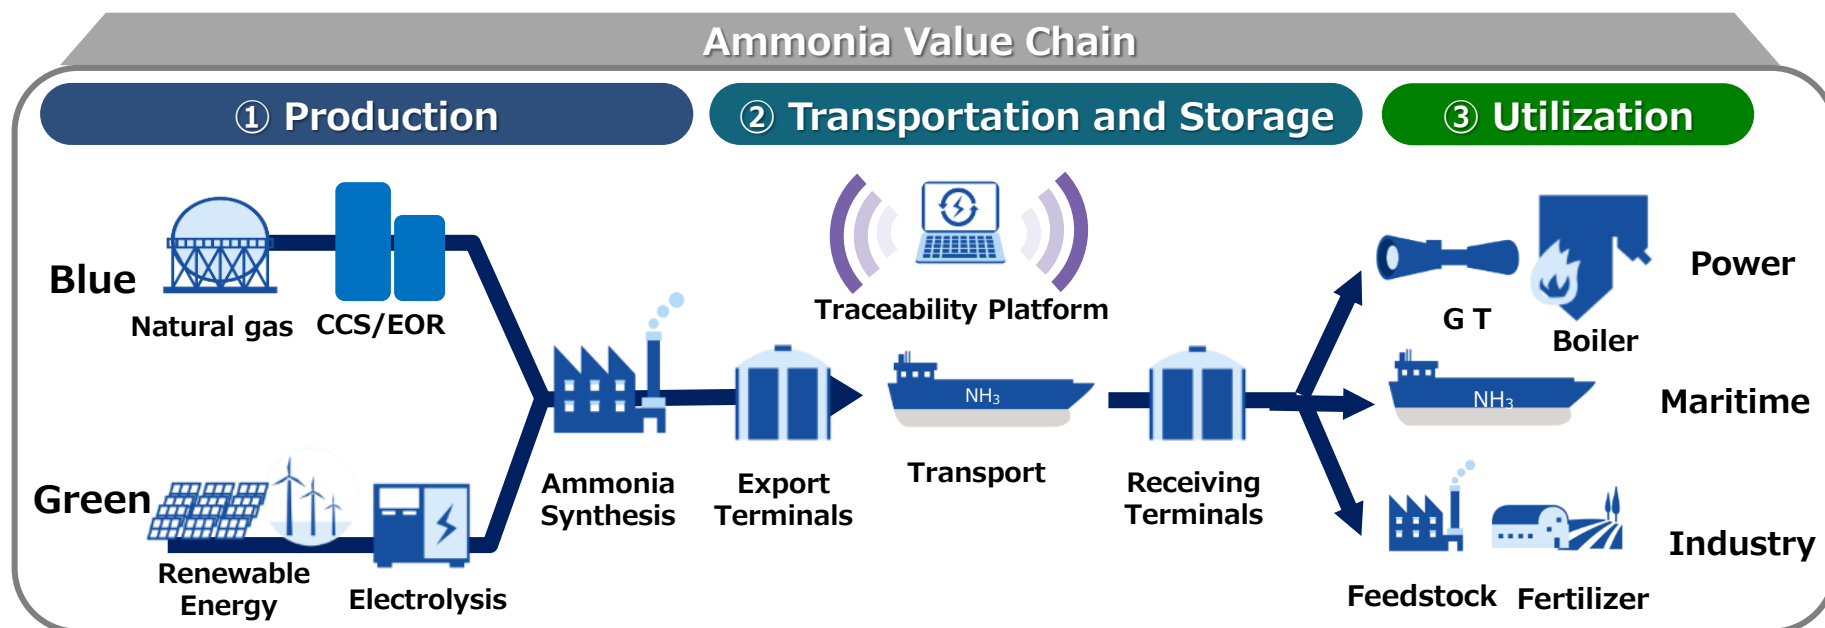 Ammonia Value Chain
① Production
② Transportation and Storage
③ Utilization
Blue
Natural gas
CCS/EOR
Green
Renewable
Energy
Electrolysis
Ammonia
Synthesis
Export
Terminals
Traceability Platform
NH₃
Transport
Receiving
Terminals
G T
Boiler
Power
NH₃
Maritime
Feedstock
Fertilizer
Industry